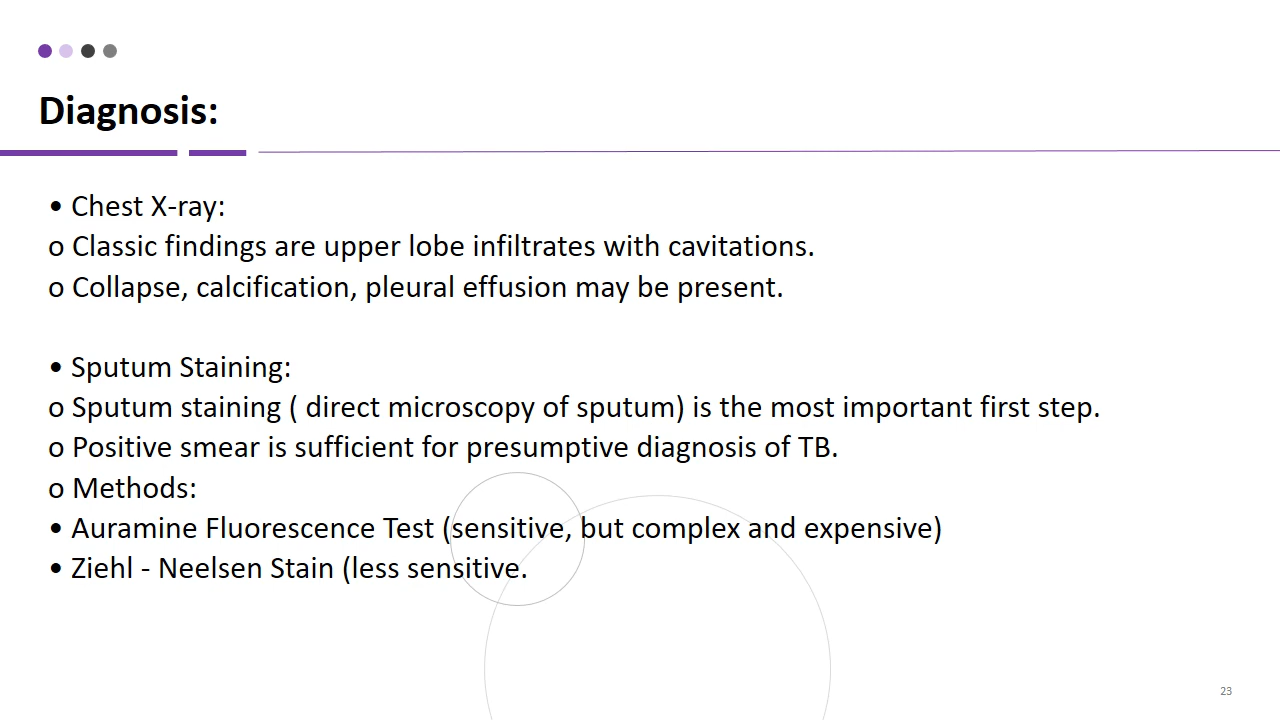 Diagnosis:
• Chest X-ray:
o Classic findings are upper lobe infiltrates with cavitations.
o Collapse, calcification, pleural effusion may be present.
• Sputum Staining:
o Sputum staining ( direct microscopy of sputum) is the most important first step.
o Positive smear is sufficient for presumptive diagnosis of TB.
o Methods:
• Auramine Fluorescence Test (sensitive, but complex and expensive)
• Ziehl - Neelsen Stain (less sensitive.
23